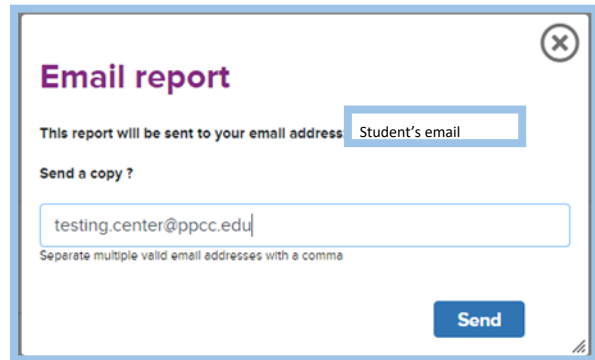 Email report
This report will be sent to your email address: Student's email
Send a copy ?
testing.center@ppcc.edu
Separate multiple valid email addresses with a comma
Send